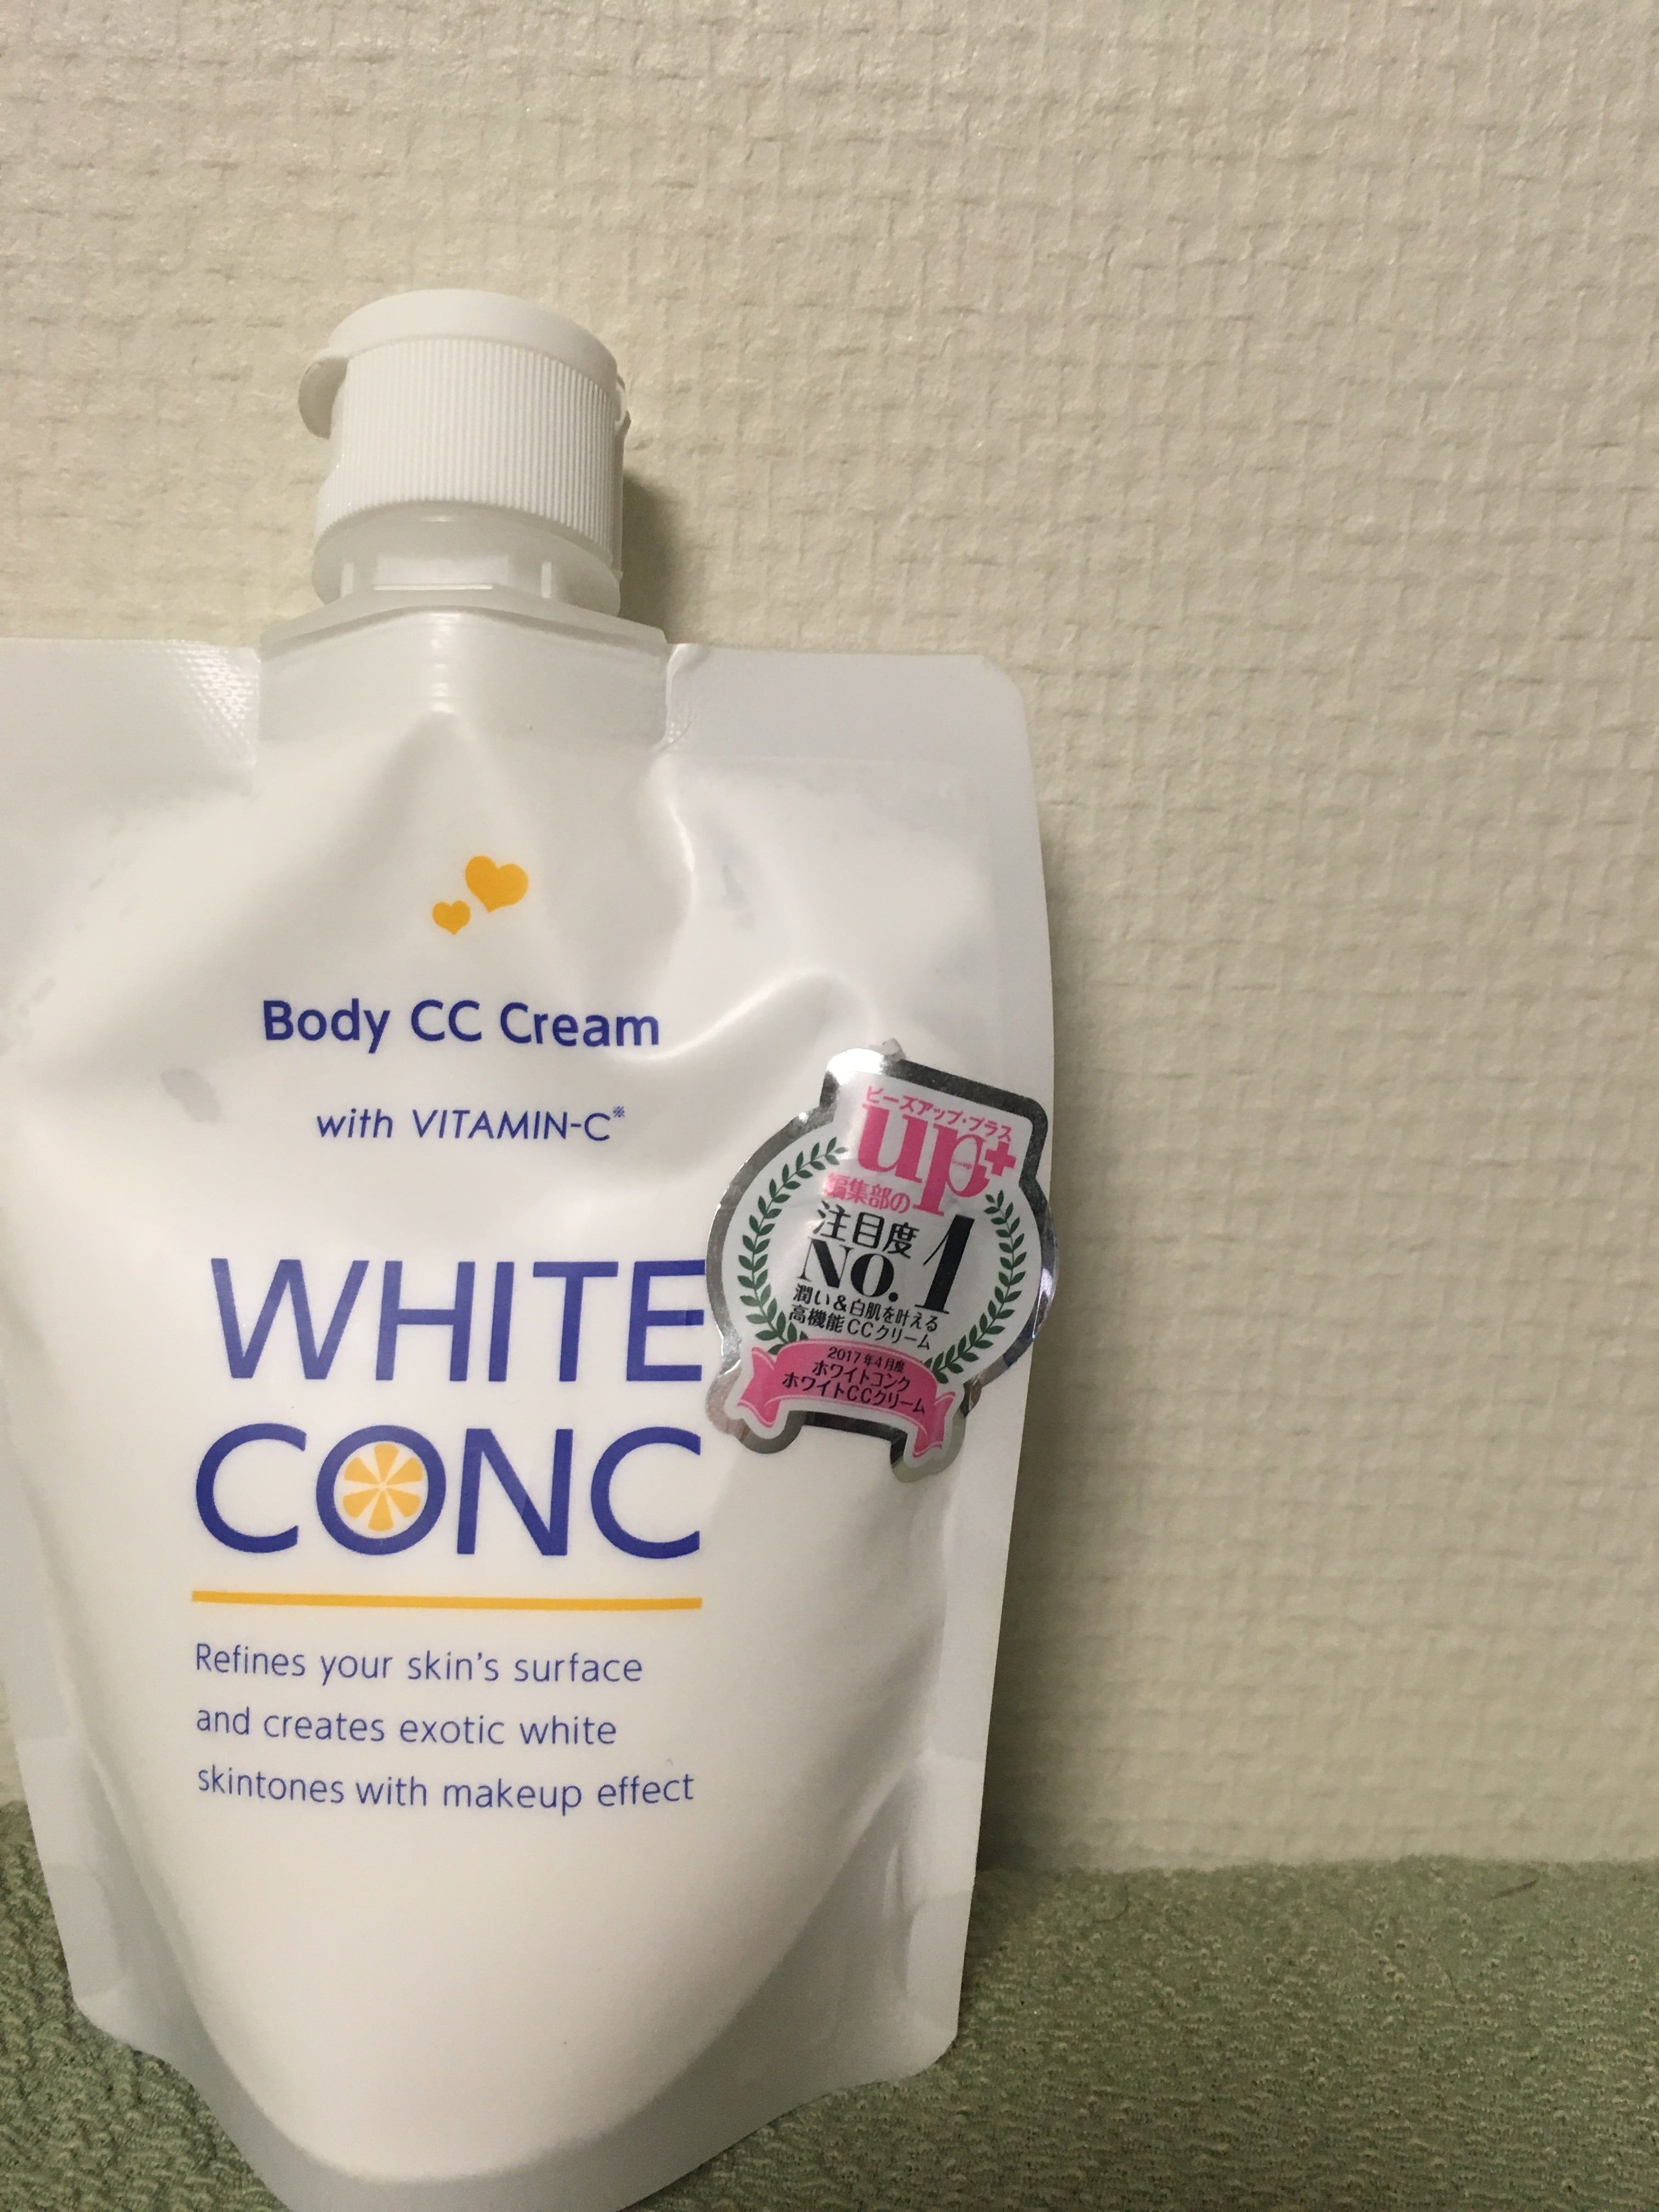 Body CC Cream
with VITAMIN-C※
WHITE
CONC
Refines your skin's surface
and creates exotic white
skintones with makeup effect
ビーズアップ・プラス
up+
編集部の
注目度
NO.1
潤い&白肌を叶える
高機能CCクリーム
2017年4月度
ホワイトコンク
ホワイトCCクリーム